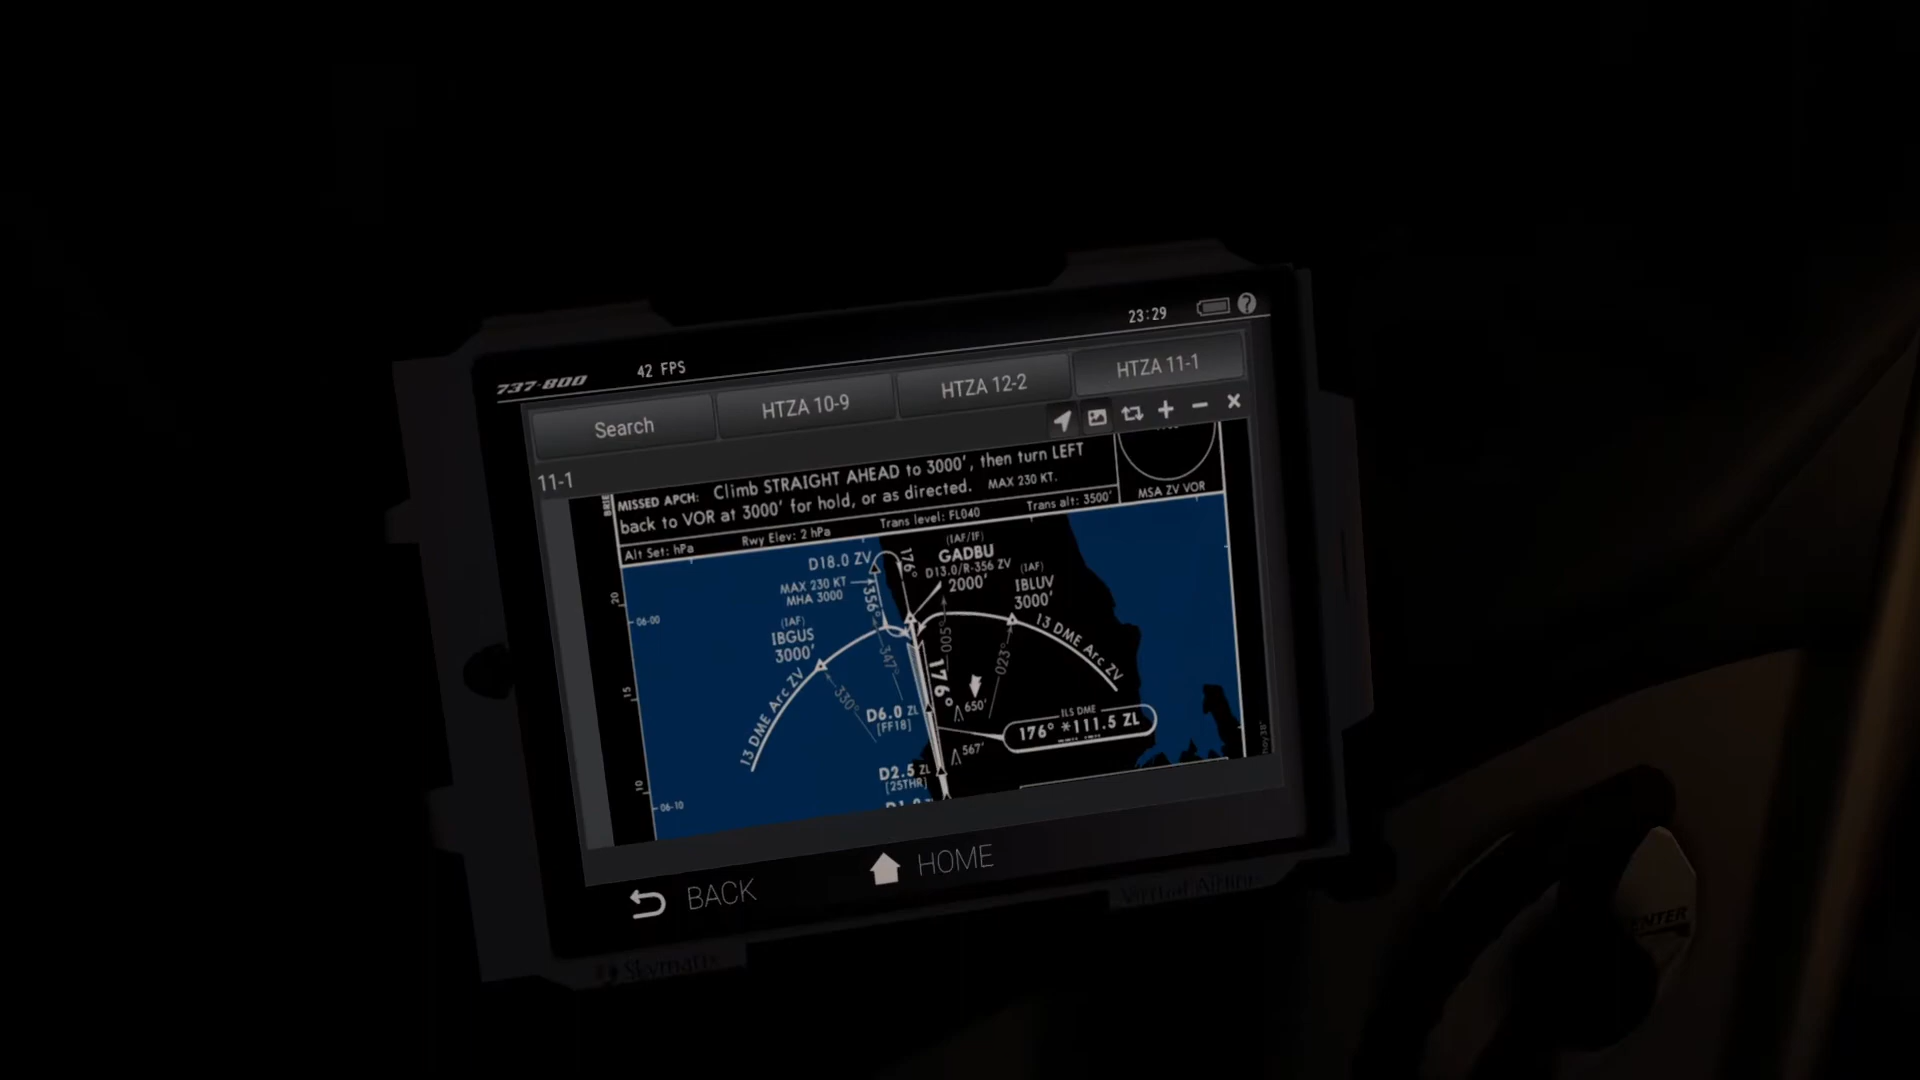 23:29
737-800
42 FPS
Search
HTZA 10-9
HTZA 12-2
HTZA 11-1
11-1
MISSED APCH: Climb STRAIGHT AHEAD to 3000', then turn LEFT
back to VOR at 3000' for hold, or as directed. MAX 230 KT.
MSA ZV VOR
Alt Set: hPa
Rwy Elev: 2 hPa
Trans level: FL040
Trans alt: 3500'
D18.0 ZV
MAX 230 KT
MHA 3000
356°
176°
(IAF/IF)
GADBU
D13.0/R-356 ZV
2000'
(IAF)
IBLUV
3000'
(IAF)
IBGUS
3000'
13 DME Arc ZV
13 DME Arc ZV
347°
005°
023°
330°
176°
20
06-00
15
D6.0 ZL
[FF18]
650'
567'
ILS DME
176° *111.5 ZL
D2.5 ZL
[25THR]
10
06-10
BACK
HOME
Virtual Airline
ENTER